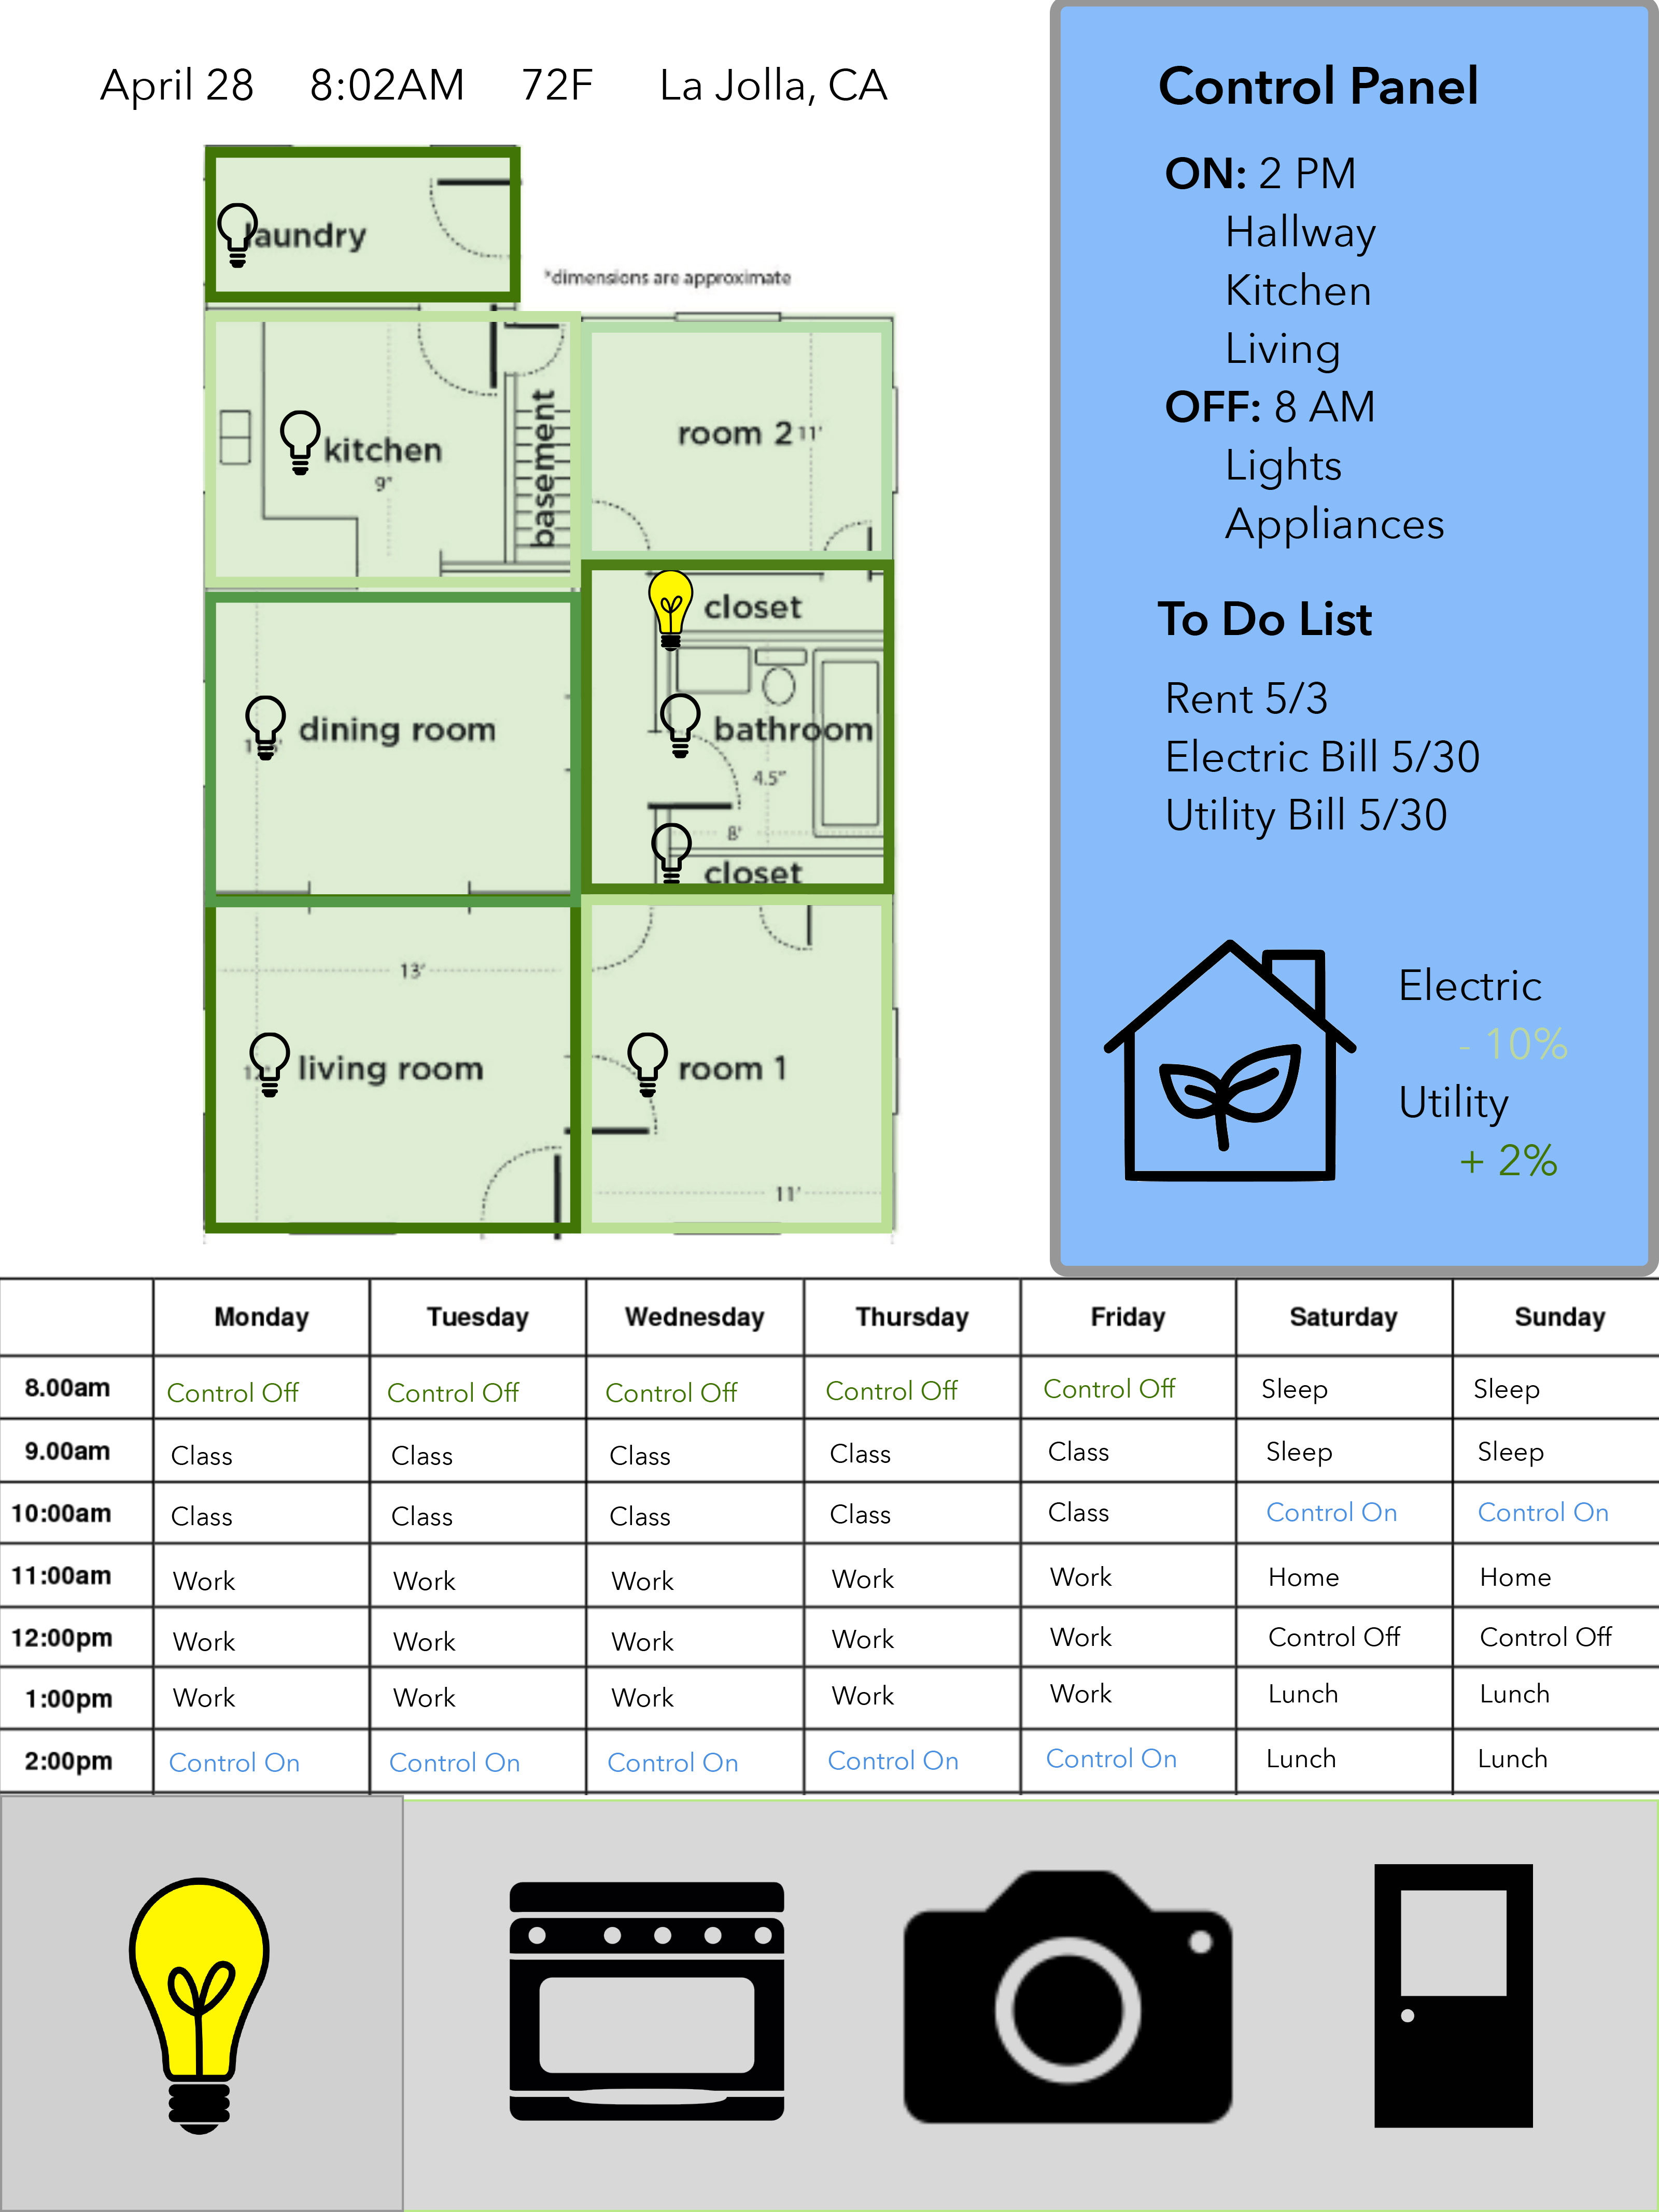 April 28 8:02AM 72F La Jolla, CA
laundry
*dimensions are approximate
kitchen
9"
basement
room 2 11'
closet
dining room
bathroom
4.5"
8'
closet
13'
living room
room 1
11'
Control Panel
ON: 2 PM
Hallway
Kitchen
Living
OFF: 8 AM
Lights
Appliances
To Do List
Rent 5/3
Electric Bill 5/30
Utility Bill 5/30
Electric
- 10%
Utility
+ 2%
Monday Tuesday Wednesday Thursday Friday Saturday Sunday
8.00am Control Off Control Off Control Off Control Off Control Off Sleep Sleep
9.00am Class Class Class Class Class Sleep Sleep
10:00am Class Class Class Class Class Control On Control On
11:00am Work Work Work Work Work Home Home
12:00pm Work Work Work Work Work Control Off Control Off
1:00pm Work Work Work Work Work Lunch Lunch
2:00pm Control On Control On Control On Control On Control On Lunch Lunch